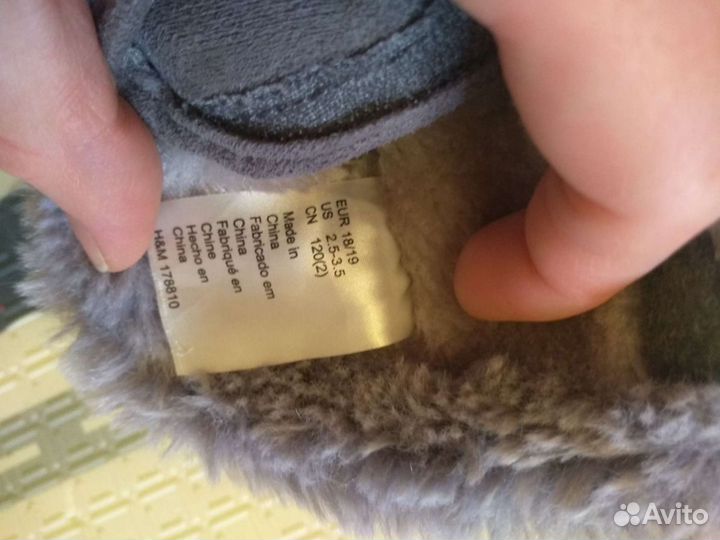 EUR 18/19
US 2.5-3.5
CN 120(2)
Made in
China
Fabricado em
China
Fabriqué en
Chine
Hecho en
China
H&M 178810
Avito